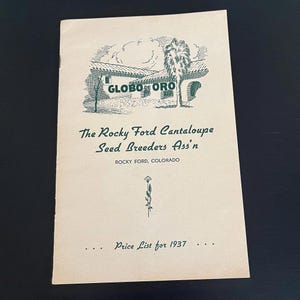 GLOBO ORO
The Rocky Ford Cantaloupe
Seed Breeders Ass'n
ROCKY FORD, COLORADO
. . . Price List for 1937 . . .